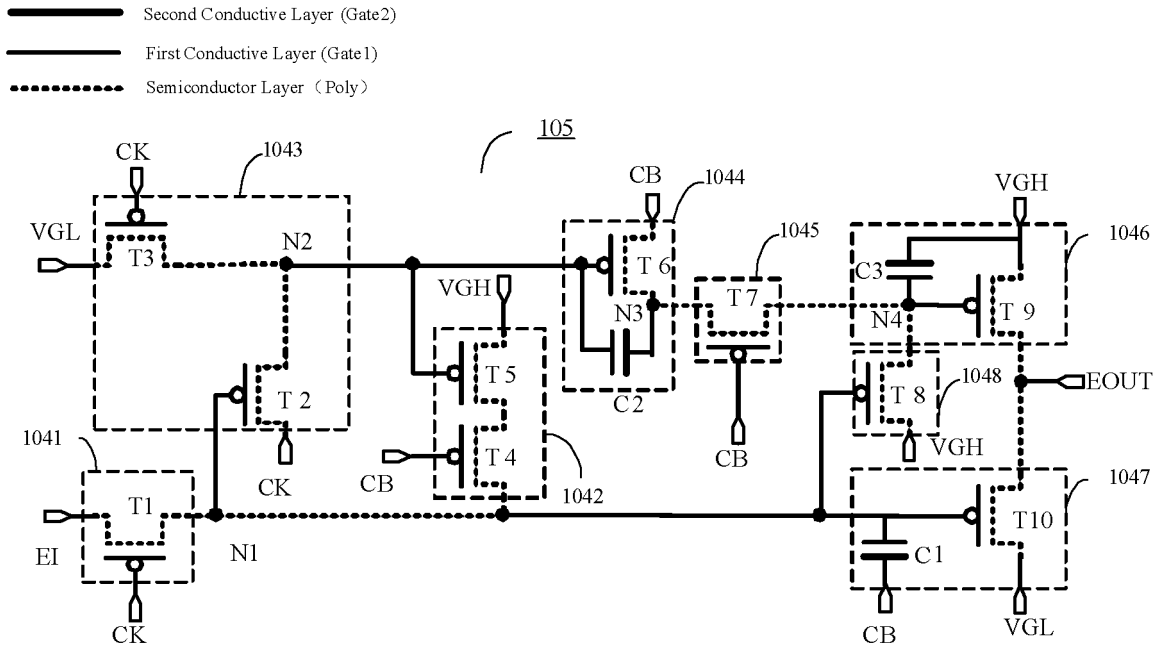 Second Conductive Layer (Gate2)
First Conductive Layer (Gate1)
Semiconductor Layer（Poly）
105
CK
1043
CB
1044
VGH
VGL
T3
N2
1045
1046
VGH
T 6
T 7
C3
N3
N4
T 9
T 5
C2
T 8
1048
EOUT
T 2
1041
CK
CB
T 4
1042
CB
VGH
1047
T1
T10
EI
N1
C1
CK
CB
VGL